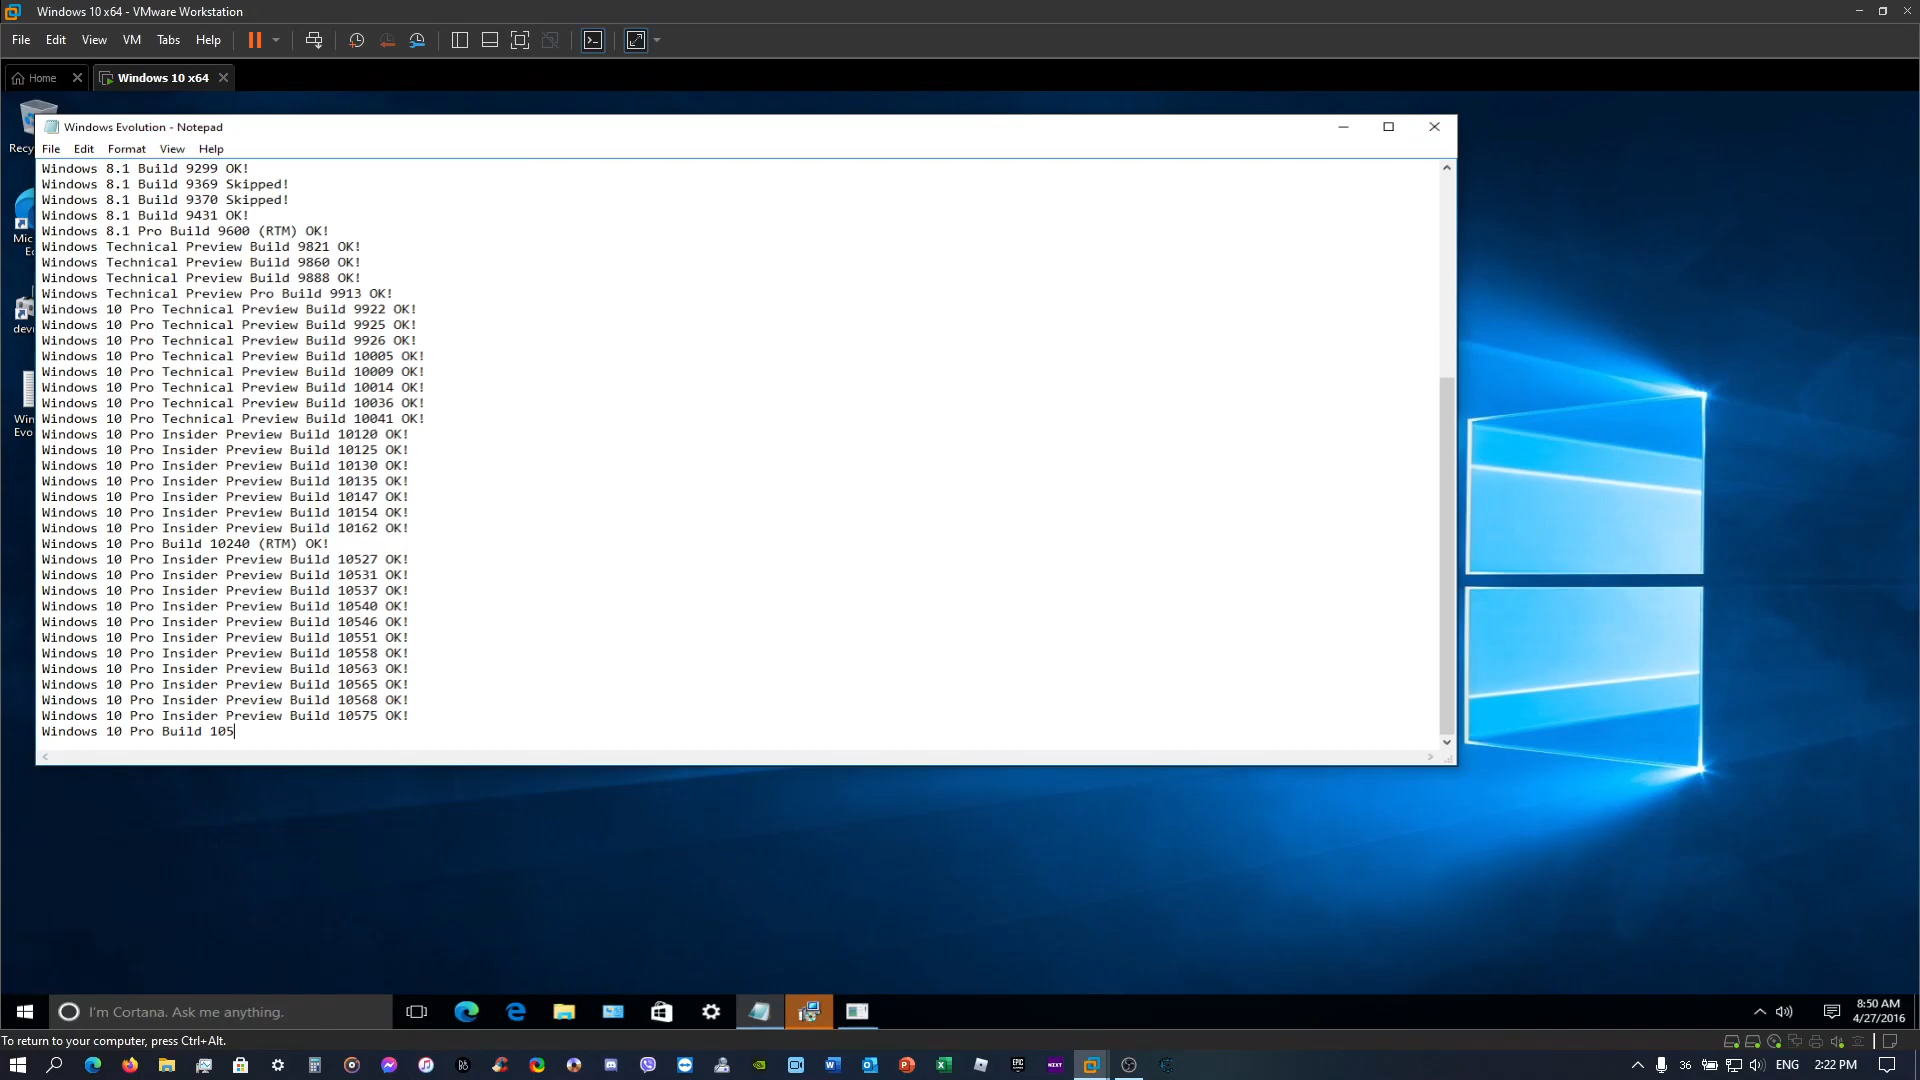 Windows 10 x64 - VMware Workstation
File Edit View VM Tabs Help
Home Windows 10 x64
Windows Evolution - Notepad
File Edit Format View Help
Windows 8.1 Build 9299 OK!
Windows 8.1 Build 9369 Skipped!
Windows 8.1 Build 9370 Skipped!
Windows 8.1 Build 9431 OK!
Windows 8.1 Pro Build 9600 (RTM) OK!
Windows Technical Preview Build 9821 OK!
Windows Technical Preview Build 9860 OK!
Windows Technical Preview Build 9888 OK!
Windows Technical Preview Pro Build 9913 OK!
Windows 10 Pro Technical Preview Build 9922 OK!
Windows 10 Pro Technical Preview Build 9925 OK!
Windows 10 Pro Technical Preview Build 9926 OK!
Windows 10 Pro Technical Preview Build 10005 OK!
Windows 10 Pro Technical Preview Build 10009 OK!
Windows 10 Pro Technical Preview Build 10014 OK!
Windows 10 Pro Technical Preview Build 10036 OK!
Windows 10 Pro Technical Preview Build 10041 OK!
Windows 10 Pro Insider Preview Build 10120 OK!
Windows 10 Pro Insider Preview Build 10125 OK!
Windows 10 Pro Insider Preview Build 10130 OK!
Windows 10 Pro Insider Preview Build 10135 OK!
Windows 10 Pro Insider Preview Build 10147 OK!
Windows 10 Pro Insider Preview Build 10154 OK!
Windows 10 Pro Insider Preview Build 10162 OK!
Windows 10 Pro Build 10240 (RTM) OK!
Windows 10 Pro Insider Preview Build 10527 OK!
Windows 10 Pro Insider Preview Build 10531 OK!
Windows 10 Pro Insider Preview Build 10537 OK!
Windows 10 Pro Insider Preview Build 10540 OK!
Windows 10 Pro Insider Preview Build 10546 OK!
Windows 10 Pro Insider Preview Build 10551 OK!
Windows 10 Pro Insider Preview Build 10558 OK!
Windows 10 Pro Insider Preview Build 10563 OK!
Windows 10 Pro Insider Preview Build 10565 OK!
Windows 10 Pro Insider Preview Build 10568 OK!
Windows 10 Pro Insider Preview Build 10575 OK!
Windows 10 Pro Build 105
Recy
Mic
Ec
devi
Win
Evo
I'm Cortana. Ask me anything.
8:50 AM
4/27/2016
To return to your computer, press Ctrl+Alt.
36 ENG 2:22 PM